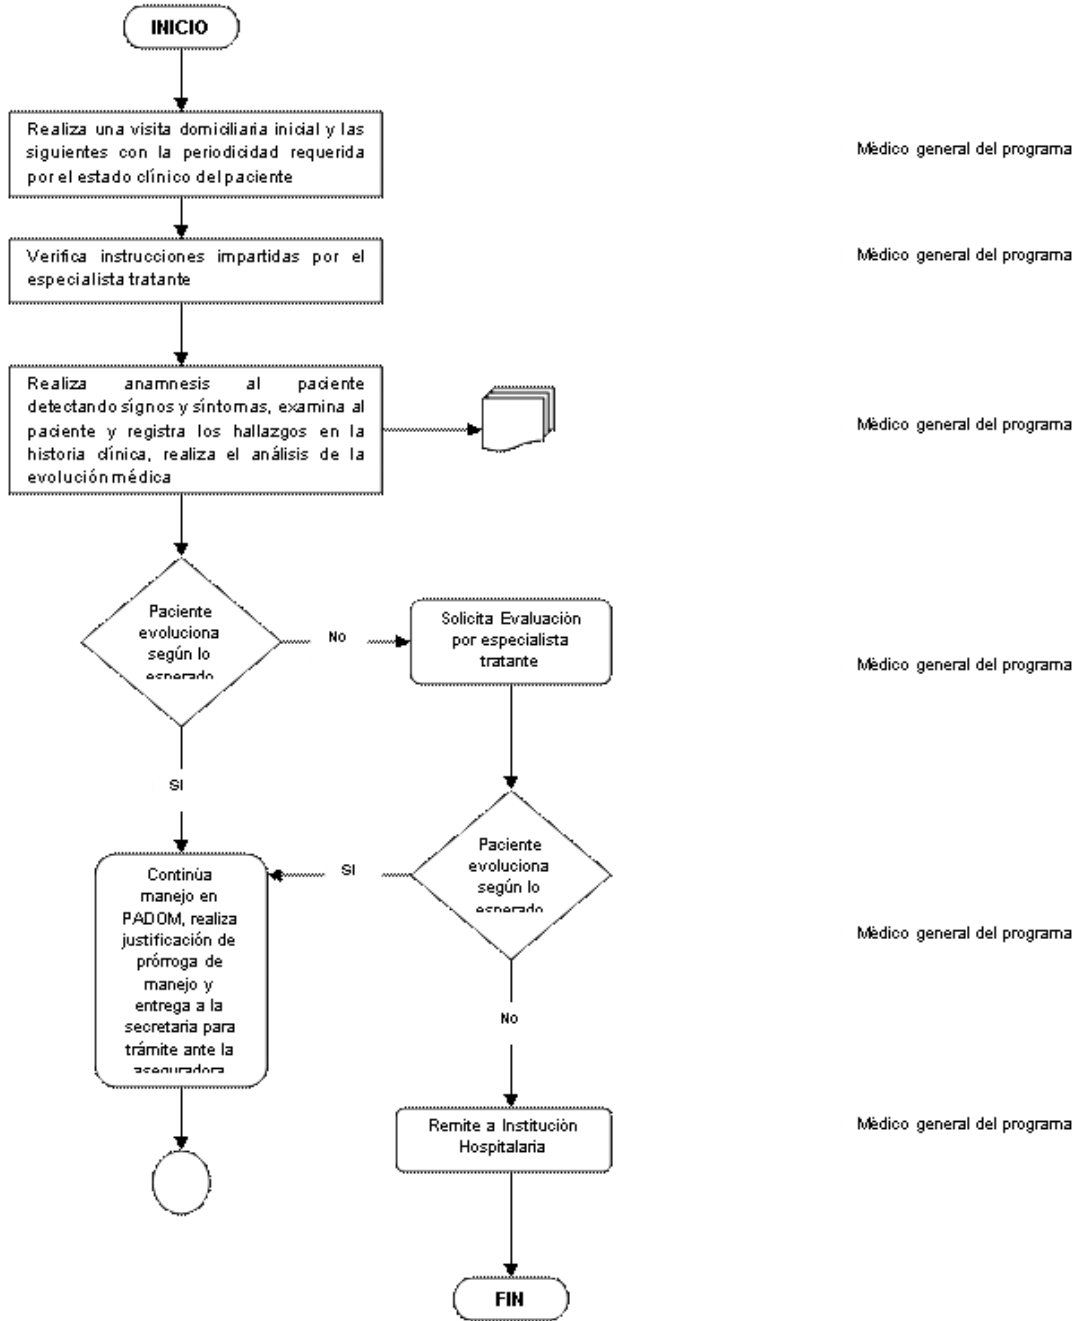 INICIO
Realiza una visita domiciliaria inicial y las
siguientes con la periodicidad requerida
por el estado clínico del paciente
Médico general del programa
Verifica instrucciones impartidas por el
especialista tratante
Médico general del programa
Realiza anamnesis al paciente
detectando sígnos y síntomas, examina al
paciente y registra los hallazgos en la
historia clínica, realiza el análisis de la
evolución médica
Médico general del programa
Paciente
evoluciona
según lo
esperado
No
Solicita Evaluación
por especialista
tratante
Médico general del programa
SI
Paciente
evoluciona
según lo
esperado
SI
Continúa
manejo en
PADOM, realiza
justificación de
prórroga de
manejo y
entrega a la
secretaria para
trámite ante la
aseguradora
Médico general del programa
No
Remite a Institución
Hospitalaria
Médico general del programa
FIN